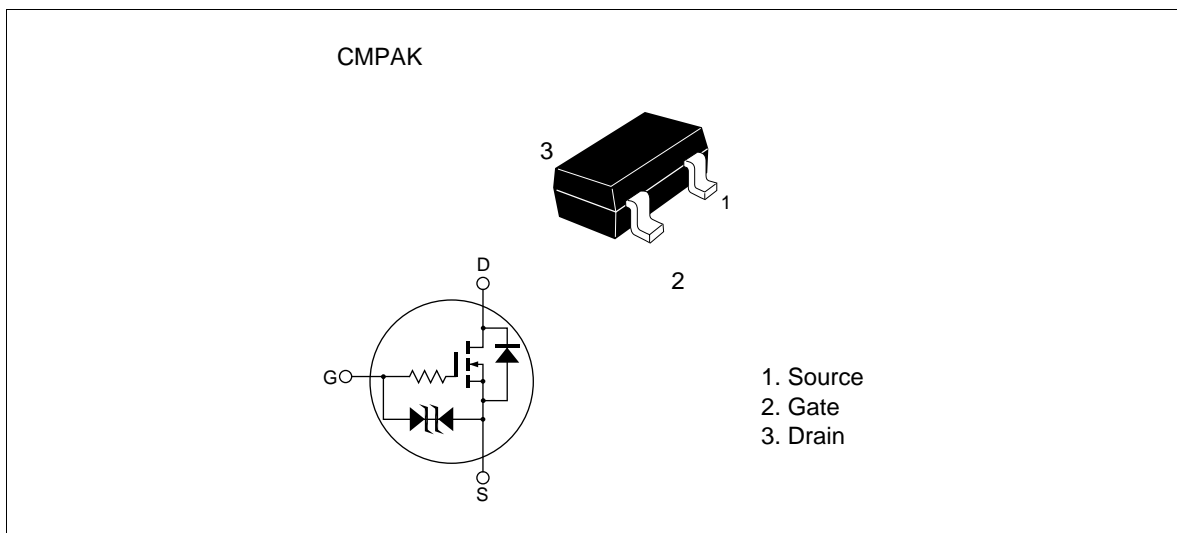 CMPAK
3
1
2
D
G
S
1. Source
2. Gate
3. Drain